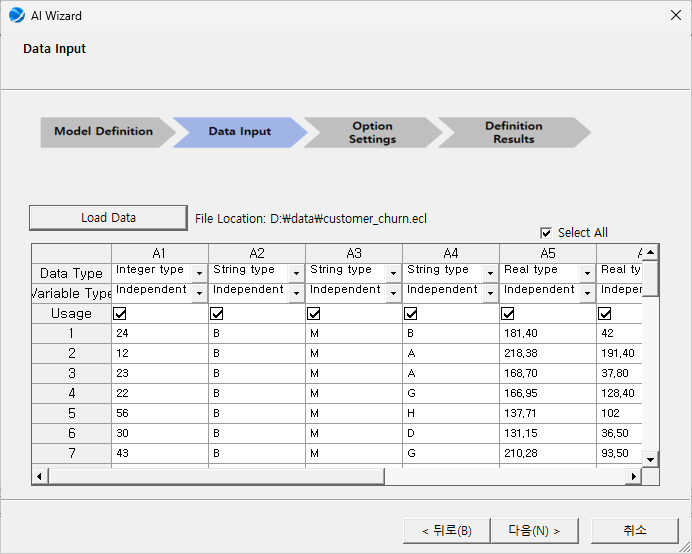 AI Wizard
Data Input
Model Definition
Data Input
Option
Settings
Definition
Results
Load Data
File Location: D:\data\customer_churn.ecl
Select All
A1 A2 A3 A4 A5
Data Type Integer type String type String type String type Real type Real ty
Variable Type Independent Independent Independent Independent Independent Indepen
Usage
1 24 B M B 181,40 42
2 12 B M A 218,38 191,40
3 23 B M A 168,70 37,80
4 22 B M G 166,95 128,40
5 56 B M H 137,71 102
6 30 B M D 131,15 36,50
7 43 B M G 210,28 93,50
< 뒤로(B) 다음(N) > 취소